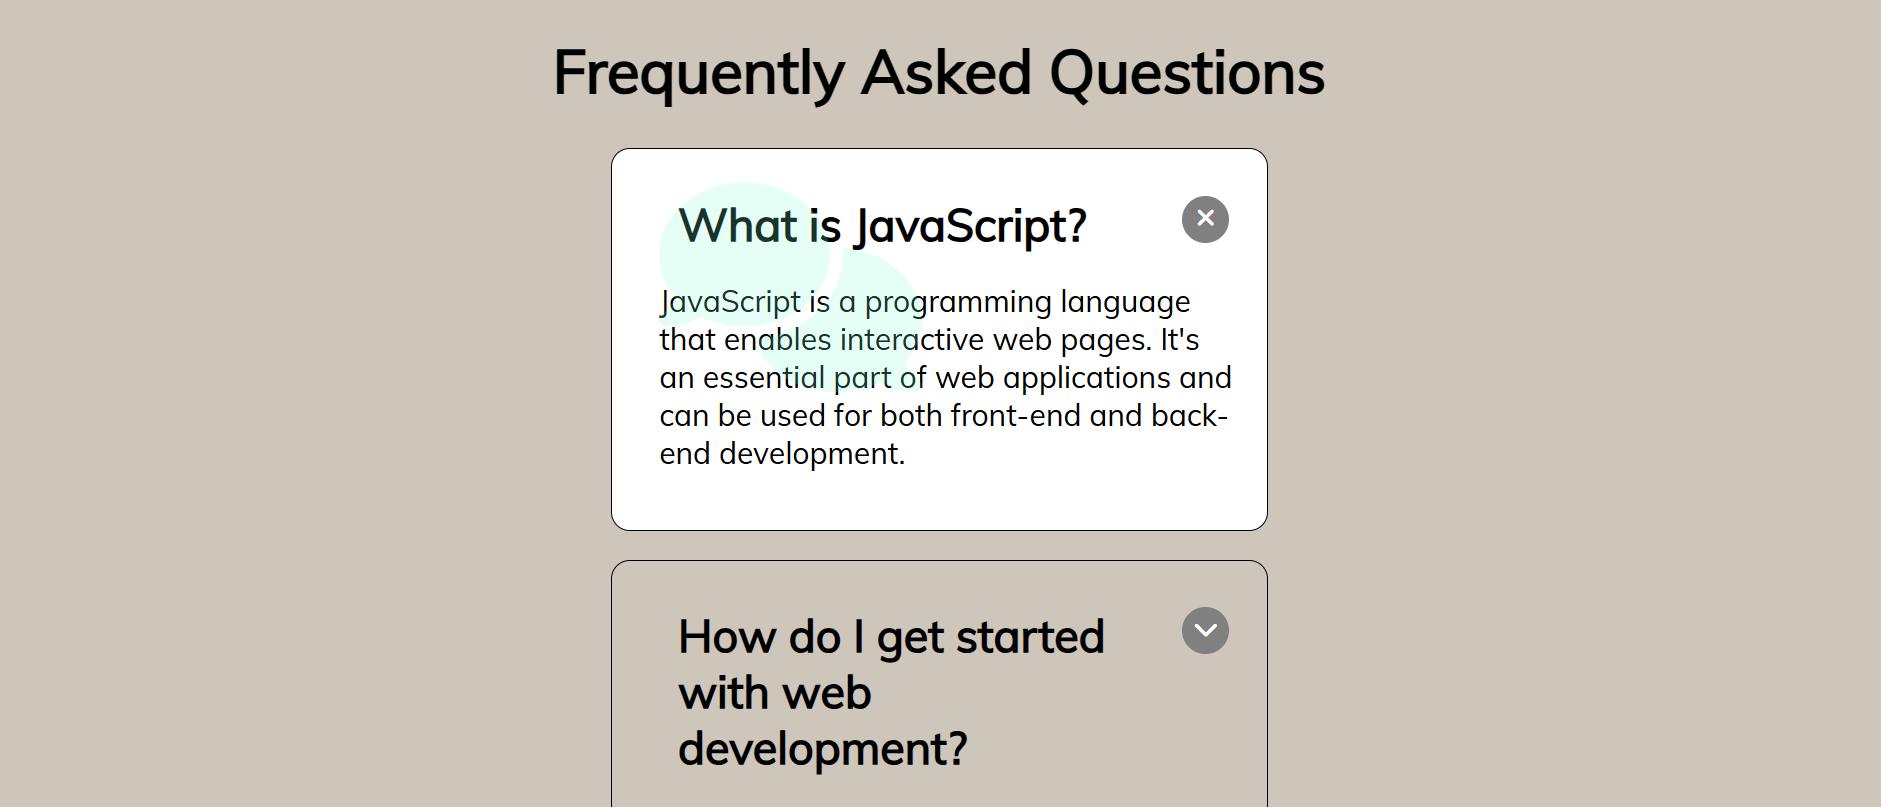 Frequently Asked Questions
What is JavaScript?
JavaScript is a programming language
that enables interactive web pages. It's
an essential part of web applications and
can be used for both front-end and back-
end development.
How do I get started
with web
development?